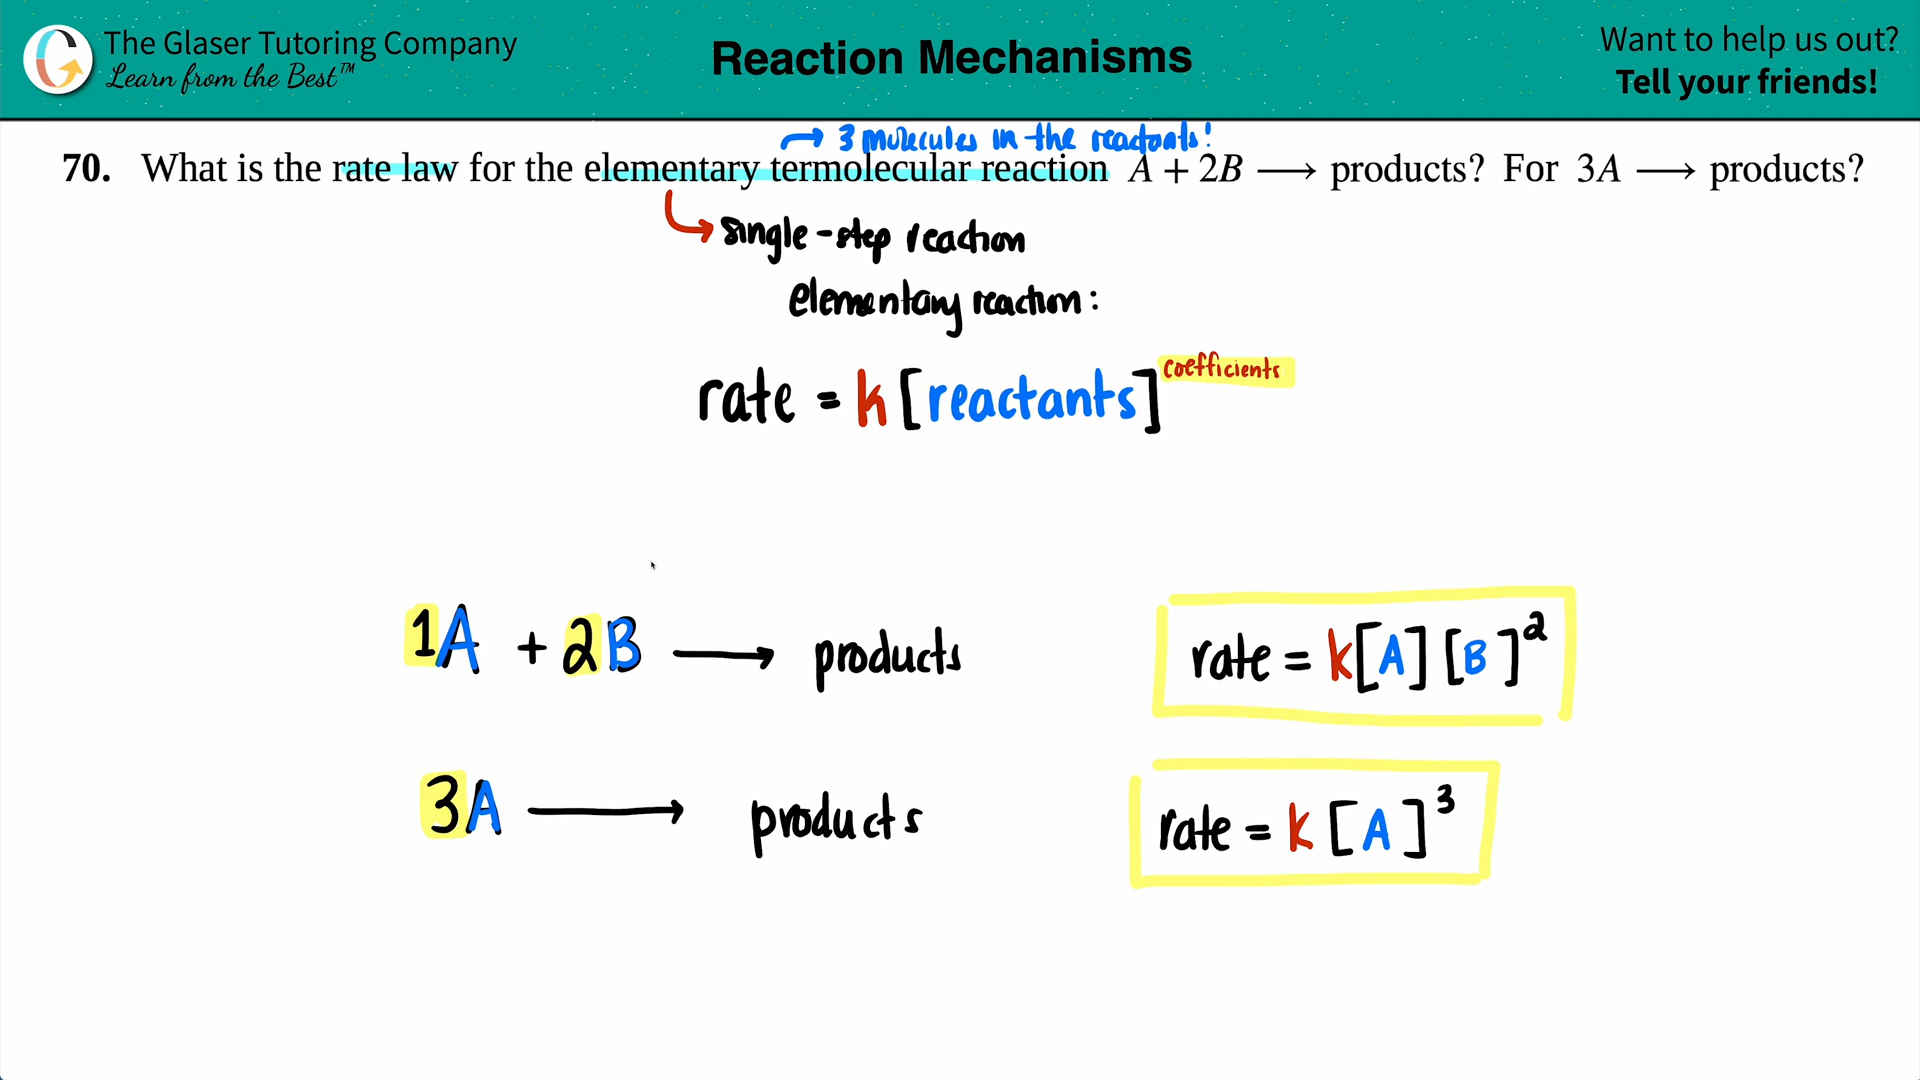 The Glaser Tutoring Company
Learn from the Best™
Reaction Mechanisms
Want to help us out?
Tell your friends!
→ 3 molecules in the reactants!
70. What is the rate law for the elementary termolecular reaction A + 2B ⟶ products? For 3A ⟶ products?
single-step reaction
elementary reaction:
rate = k[reactants]^coefficients
1A + 2B ⟶ products
rate = k[A][B]²
3A ⟶ products
rate = k[A]³